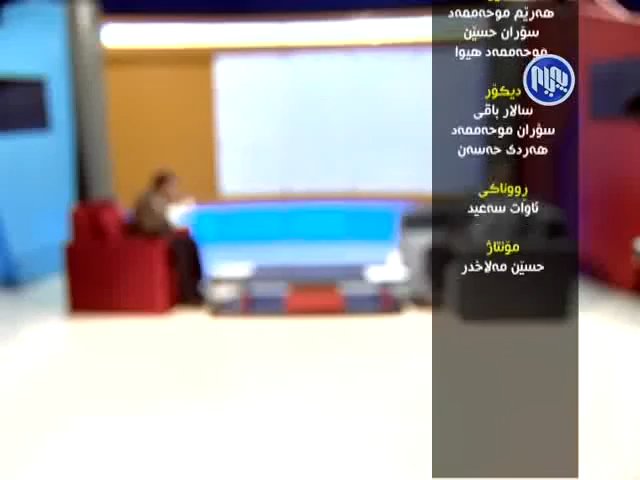 هەرێم موحەممەد
سۆران حسێن
موحەممەد هیوا
دیکۆر
سالار باقی
سۆران موحەممەد
هەردی حەسەن
ڕووناکی
ئاوات سەعید
مۆنتاژ
حسێن مەلاخدر